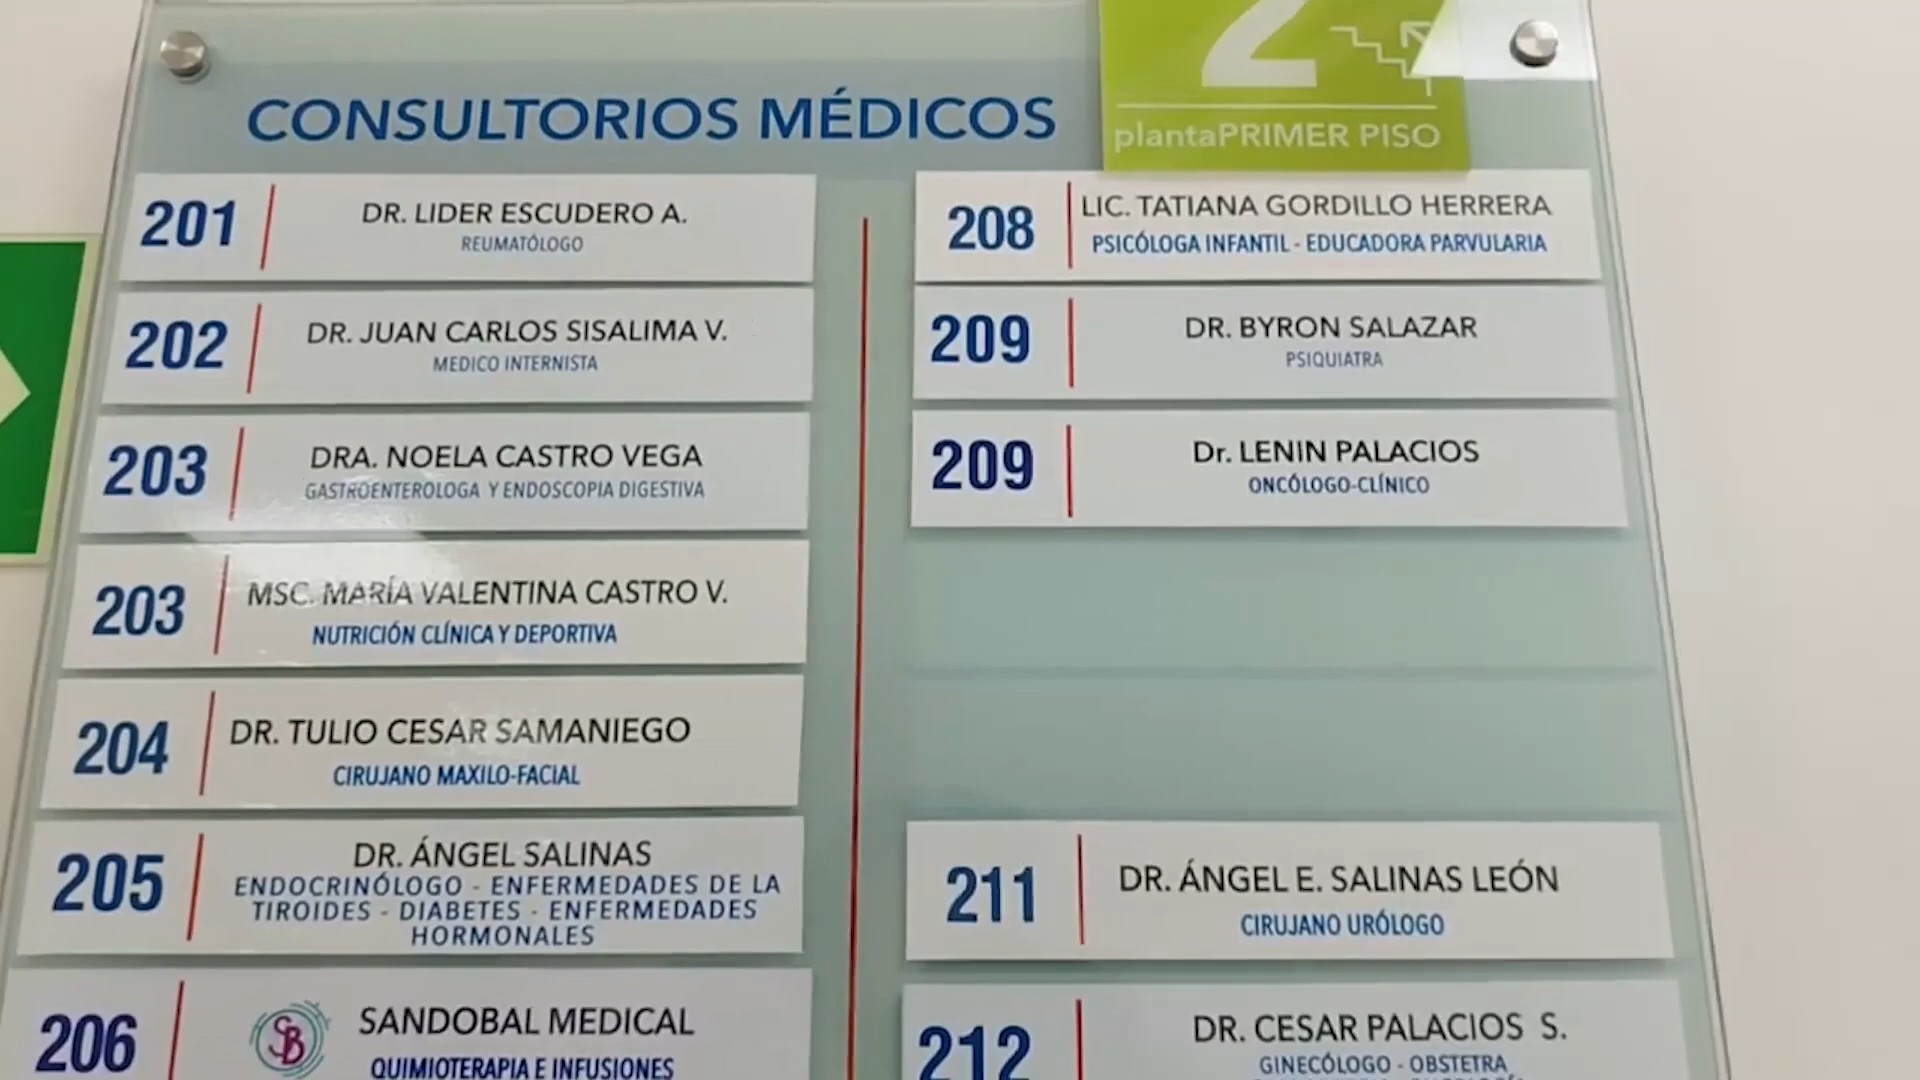 2
plantaPRIMER PISO
CONSULTORIOS MÉDICOS
201
DR. LIDER ESCUDERO A.
REUMATÓLOGO
202
DR. JUAN CARLOS SISALIMA V.
MEDICO INTERNISTA
203
DRA. NOELA CASTRO VEGA
GASTROENTEROLOGA Y ENDOSCOPIA DIGESTIVA
203
MSC. MARÍA VALENTINA CASTRO V.
NUTRICIÓN CLÍNICA Y DEPORTIVA
204
DR. TULIO CESAR SAMANIEGO
CIRUJANO MAXILO-FACIAL
205
DR. ÁNGEL SALINAS
ENDOCRINÓLOGO - ENFERMEDADES DE LA
TIROIDES - DIABETES - ENFERMEDADES
HORMONALES
206
SB
SANDOBAL MEDICAL
QUIMIOTERAPIA E INFUSIONES
208
LIC. TATIANA GORDILLO HERRERA
PSICÓLOGA INFANTIL - EDUCADORA PARVULARIA
209
DR. BYRON SALAZAR
PSIQUIATRA
209
Dr. LENIN PALACIOS
ONCÓLOGO-CLÍNICO
211
DR. ÁNGEL E. SALINAS LEÓN
CIRUJANO URÓLOGO
212
DR. CESAR PALACIOS S.
GINECÓLOGO - OBSTETRA